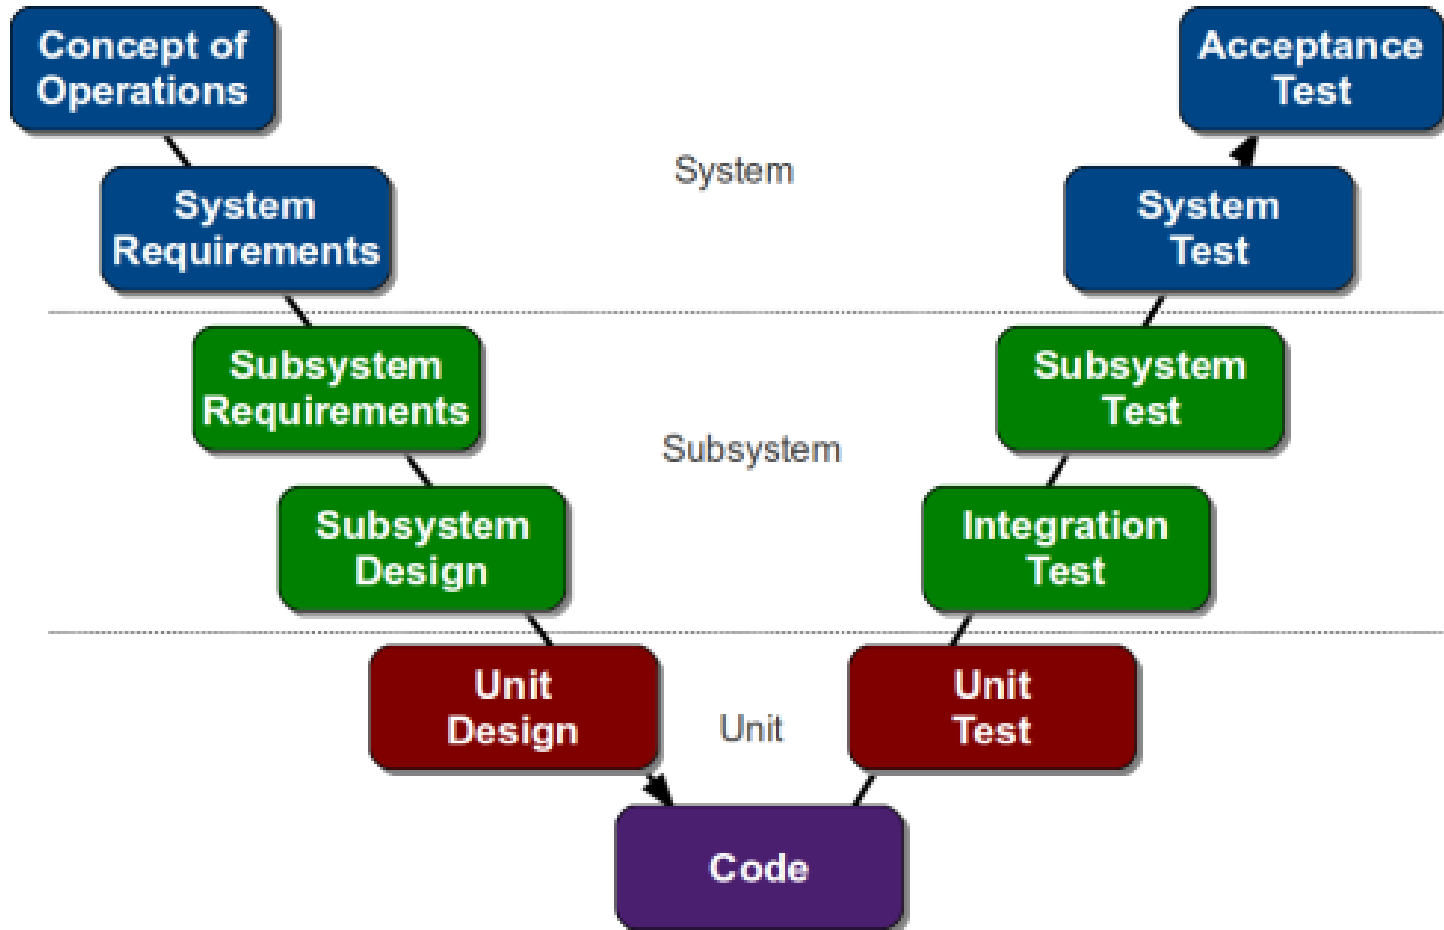 Concept of
Operations
Acceptance
Test
System
System
Requirements
System
Test
Subsystem
Requirements
Subsystem
Subsystem
Test
Subsystem
Design
Integration
Test
Unit
Design
Unit
Unit
Test
Code